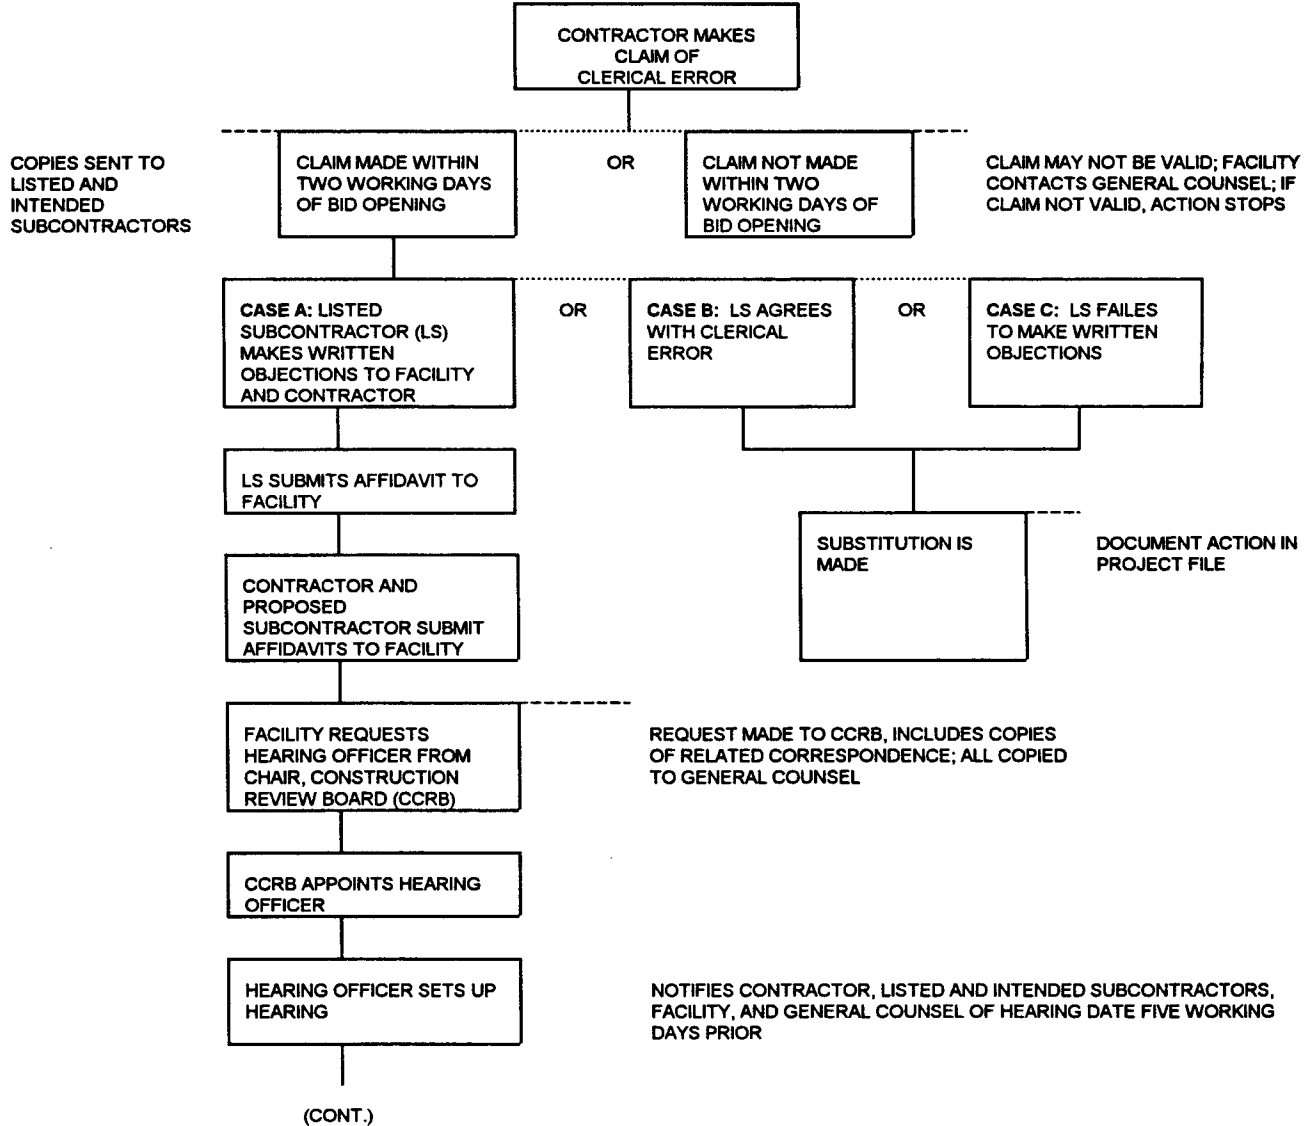 CONTRACTOR MAKES
CLAIM OF
CLERICAL ERROR
COPIES SENT TO
LISTED AND
INTENDED
SUBCONTRACTORS
CLAIM MADE WITHIN
TWO WORKING DAYS
OF BID OPENING
OR
CLAIM NOT MADE
WITHIN TWO
WORKING DAYS OF
BID OPENING
CLAIM MAY NOT BE VALID; FACILITY
CONTACTS GENERAL COUNSEL; IF
CLAIM NOT VALID, ACTION STOPS
CASE A: LISTED
SUBCONTRACTOR (LS)
MAKES WRITTEN
OBJECTIONS TO FACILITY
AND CONTRACTOR
OR
CASE B: LS AGREES
WITH CLERICAL
ERROR
OR
CASE C: LS FAILES
TO MAKE WRITTEN
OBJECTIONS
LS SUBMITS AFFIDAVIT TO
FACILITY
SUBSTITUTION IS
MADE
DOCUMENT ACTION IN
PROJECT FILE
CONTRACTOR AND
PROPOSED
SUBCONTRACTOR SUBMIT
AFFIDAVITS TO FACILITY
FACILITY REQUESTS
HEARING OFFICER FROM
CHAIR, CONSTRUCTION
REVIEW BOARD (CCRB)
REQUEST MADE TO CCRB, INCLUDES COPIES
OF RELATED CORRESPONDENCE; ALL COPIED
TO GENERAL COUNSEL
CCRB APPOINTS HEARING
OFFICER
HEARING OFFICER SETS UP
HEARING
NOTIFIES CONTRACTOR, LISTED AND INTENDED SUBCONTRACTORS,
FACILITY, AND GENERAL COUNSEL OF HEARING DATE FIVE WORKING
DAYS PRIOR
(CONT.)